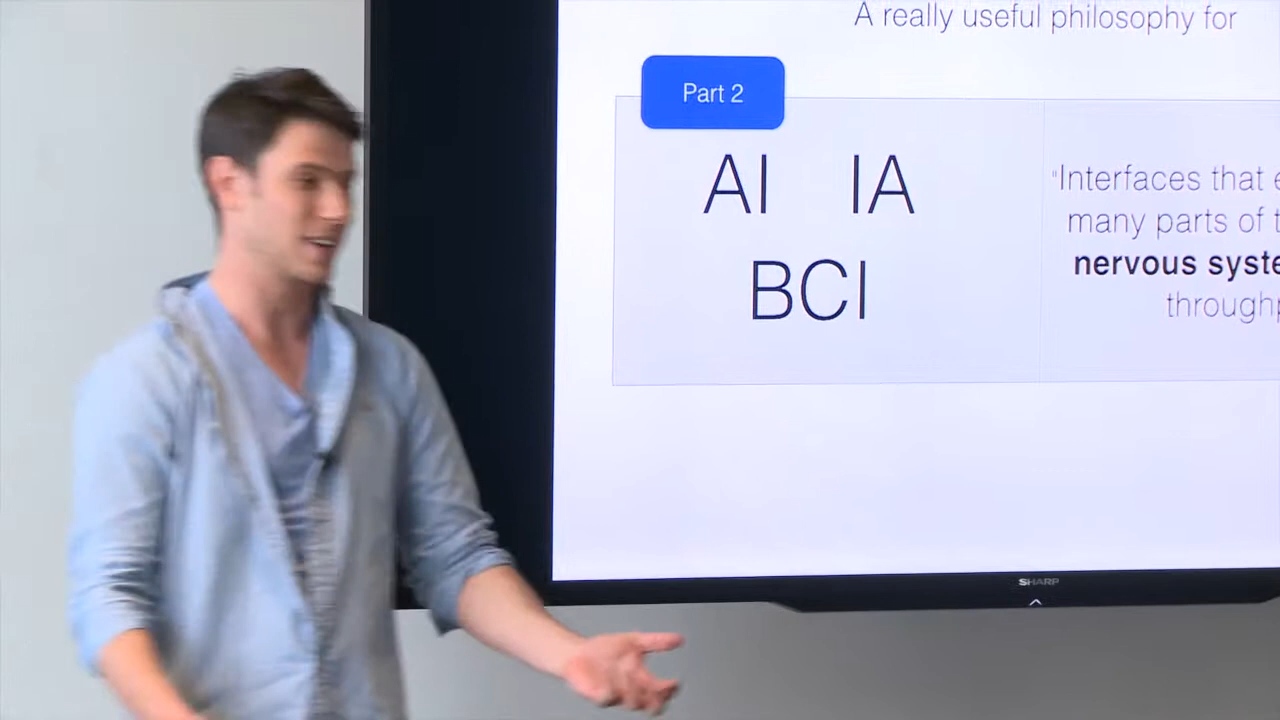 A really useful philosophy for
Part 2
AI IA
BCI
"Interfaces that
many parts of
nervous
SHARP